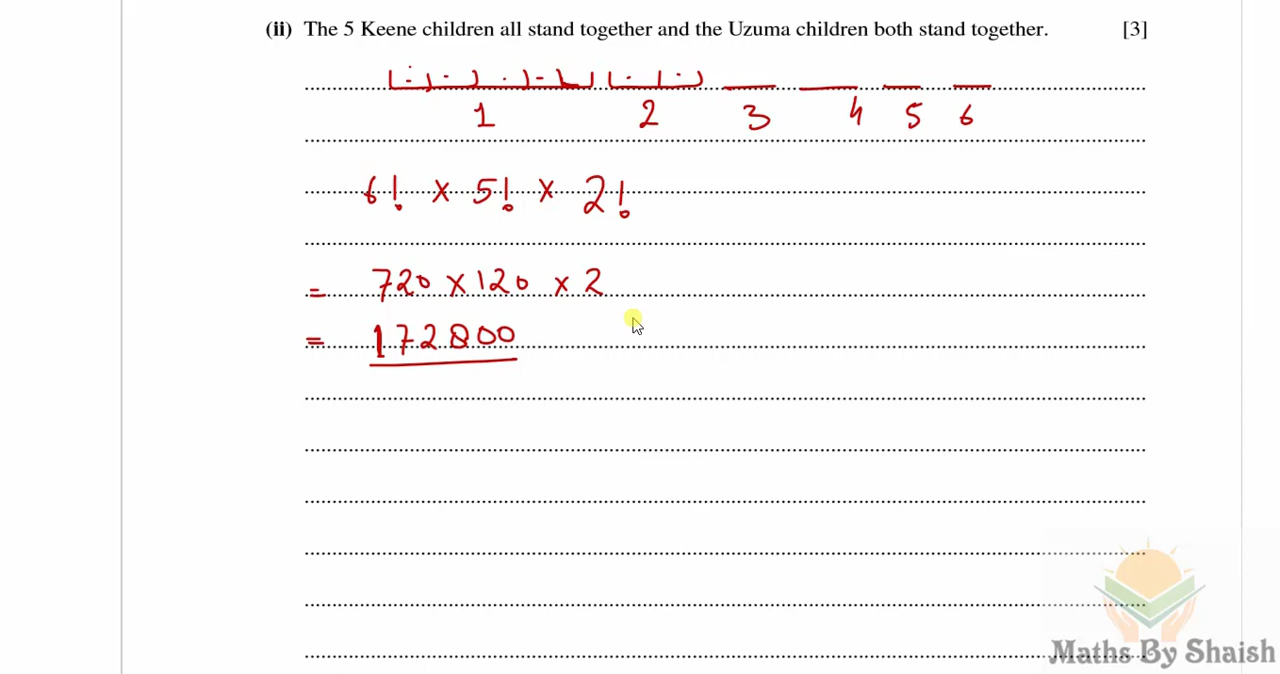 (ii) The 5 Keene children all stand together and the Uzuma children both stand together. [3]
1 2 3 4 5 6
6! × 5! × 2!
= 720 × 120 × 2
= 172800
Maths By Shaish